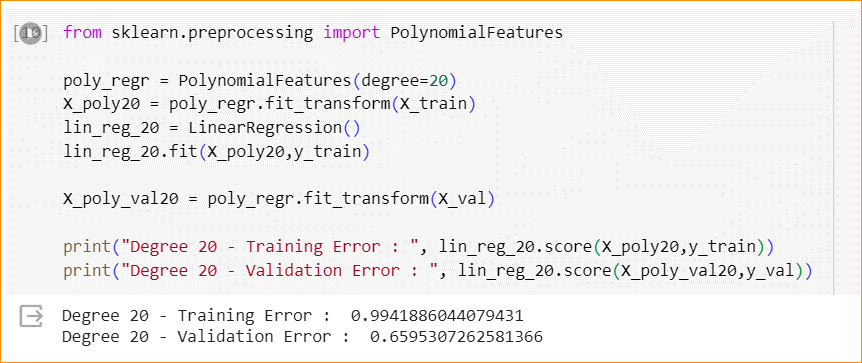 [19] from sklearn.preprocessing import PolynomialFeatures
poly_regr = PolynomialFeatures(degree=20)
X_poly20 = poly_regr.fit_transform(X_train)
lin_reg_20 = LinearRegression()
lin_reg_20.fit(X_poly20,y_train)
X_poly_val20 = poly_regr.fit_transform(X_val)
print("Degree 20 - Training Error : ", lin_reg_20.score(X_poly20,y_train))
print("Degree 20 - Validation Error : ", lin_reg_20.score(X_poly_val20,y_val))
Degree 20 - Training Error :  0.9941886044079431
Degree 20 - Validation Error :  0.6595307262581366